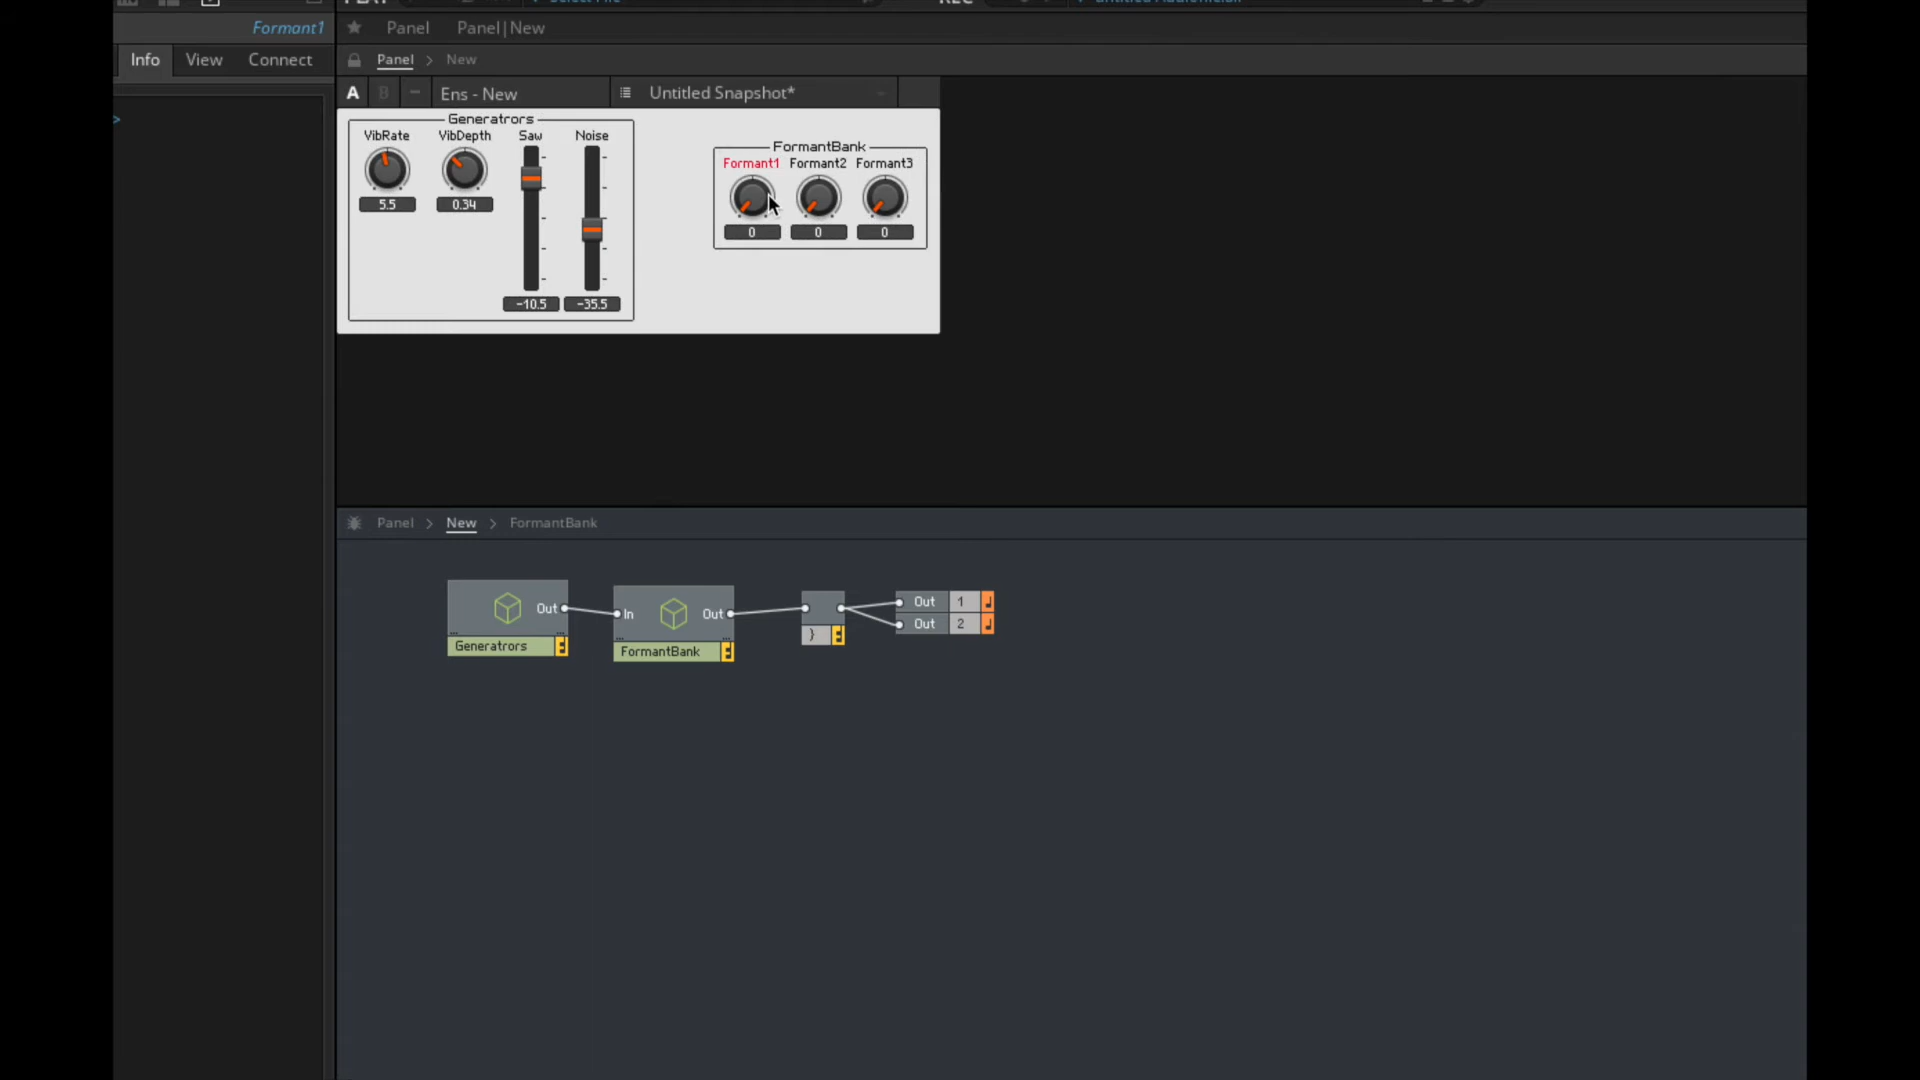 Formant1
Panel
Panel|New
Info
View
Connect
Panel > New
A
B
Ens - New
Untitled Snapshot*
Generatrors
VibRate
VibDepth
Saw
Noise
5.5
0.34
-10.5
-35.5
FormantBank
Formant1
Formant2
Formant3
0
0
0
>
Panel > New > FormantBank
Out
Generatrors
In
Out
FormantBank
}
Out 1
Out 2